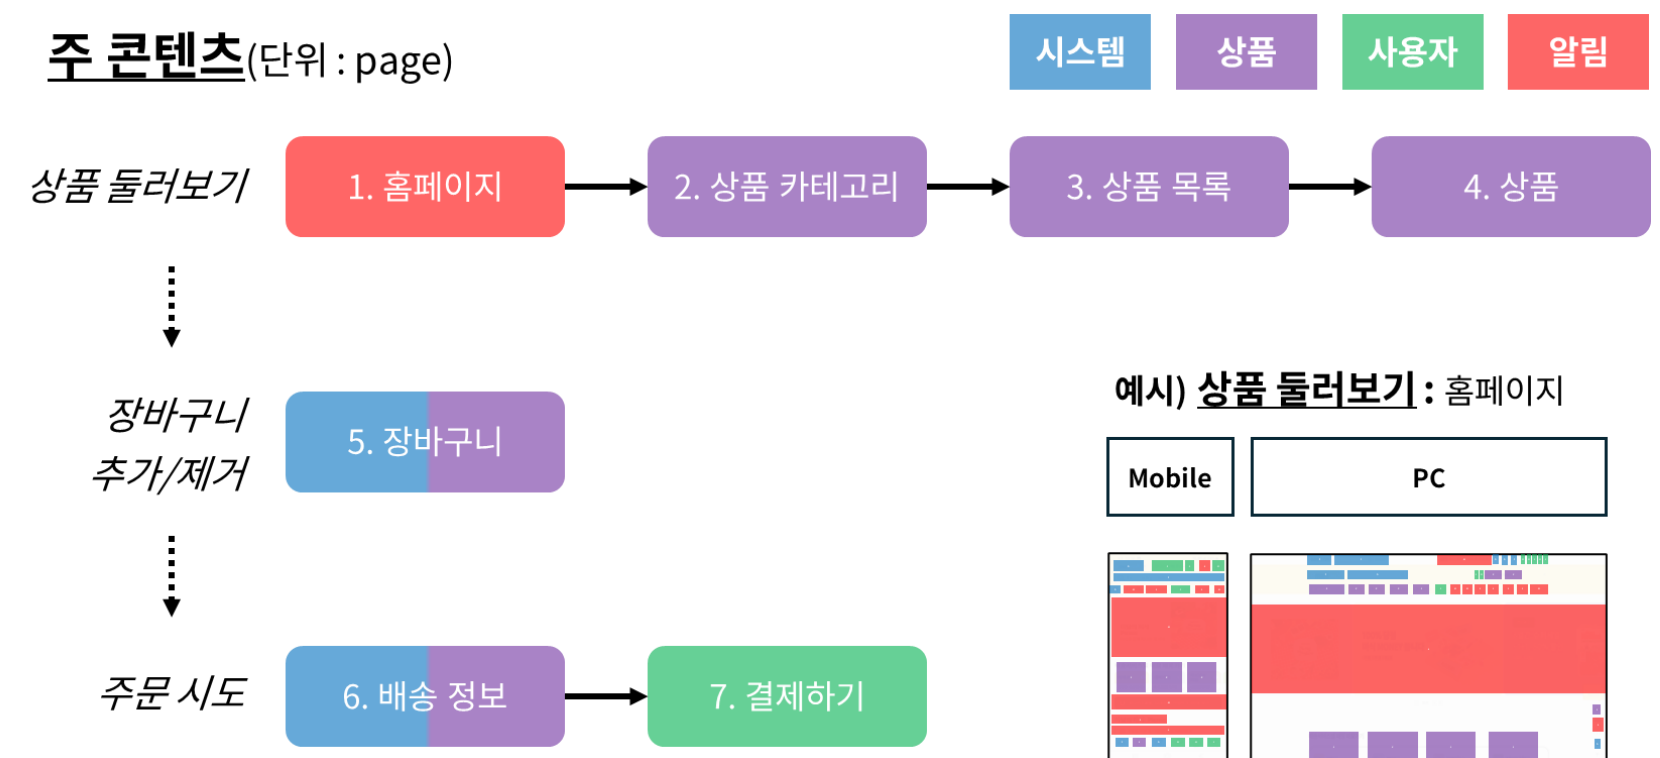 주 콘텐츠(단위 : page)
시스템
상품
사용자
알림
상품 둘러보기
1. 홈페이지
2. 상품 카테고리
3. 상품 목록
4. 상품
장바구니
추가/제거
5. 장바구니
예시) 상품 둘러보기 : 홈페이지
Mobile
PC
주문 시도
6. 배송 정보
7. 결제하기